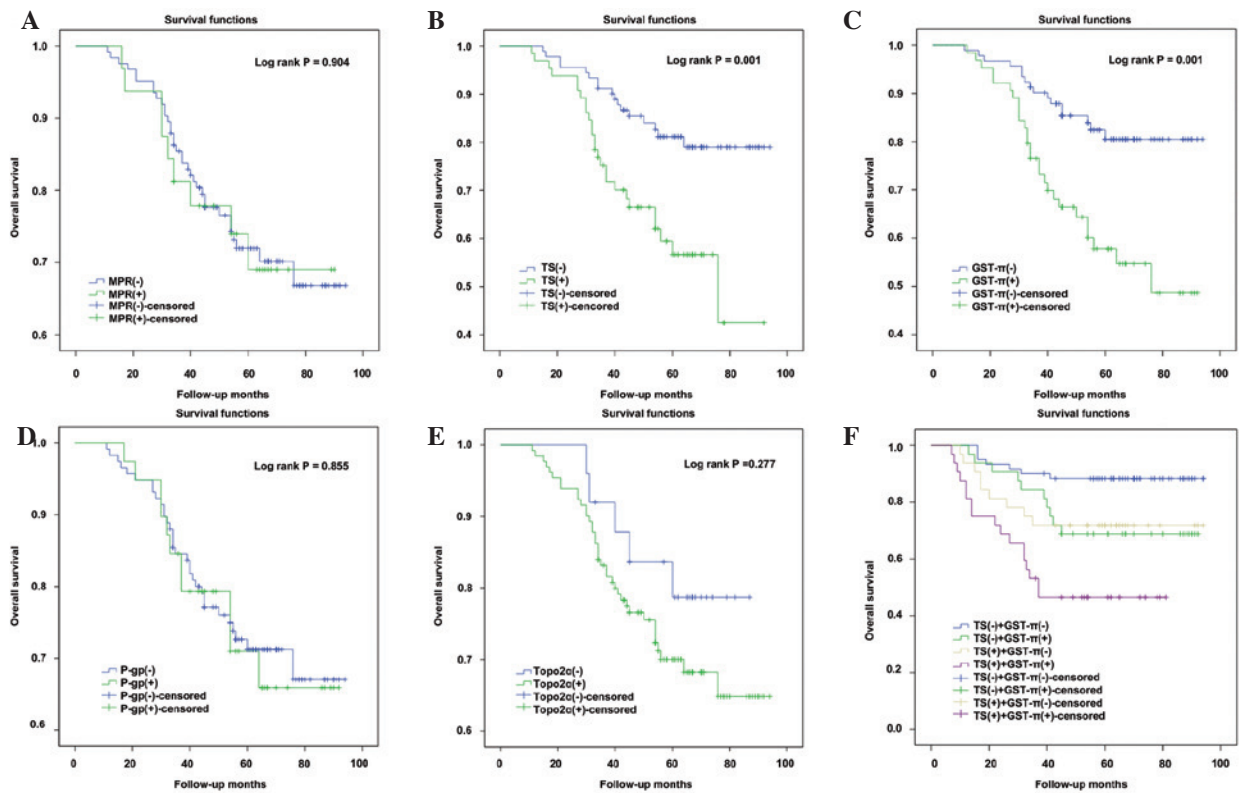 A
Survival functions
Log rank P = 0.904
Overall survival
1.0
0.9
0.8
0.7
0.6
MPR(-)
MPR(+)
MPR(-)-censored
MPR(+)-censored
0 20 40 60 80 100
Follow-up months
B
Survival functions
Log rank P = 0.001
Overall survival
1.0
0.9
0.8
0.7
0.6
0.5
0.4
TS(-)
TS(+)
TS(-)-censored
TS(+)-cencored
0 20 40 60 80 100
Follow-up months
C
Survival functions
Log rank P = 0.001
Overall survival
1.0
0.9
0.8
0.7
0.6
0.5
0.4
GST-π(-)
GST-π(+)
GST-π(-)-censored
GST-π(+)-censored
0 20 40 60 80 100
Follow-up months
D
Survival functions
Log rank P = 0.855
Overall survival
1.0
0.9
0.8
0.7
0.6
P-gp(-)
P-gp(+)
P-gp(-)-censored
P-gp(+)-censored
0 20 40 60 80 100
Follow-up months
E
Survival functions
Log rank P =0.277
Overall survival
1.0
0.9
0.8
0.7
0.6
Topo2α(-)
Topo2α(+)
Topo2α(-)-censored
Topo2α(+)-censored
0 20 40 60 80 100
Follow-up months
F
Survival functions
Overall survival
1.0
0.8
0.6
0.4
0.2
0.0
TS(-)+GST-π(-)
TS(-)+GST-π(+)
TS(+)+GST-π(-)
TS(+)+GST-π(+)
TS(-)+GST-π(-)-censored
TS(-)+GST-π(+)-censored
TS(+)+GST-π(-)-censored
TS(+)+GST-π(+)-censored
0 20 40 60 80 100
Follow-up months